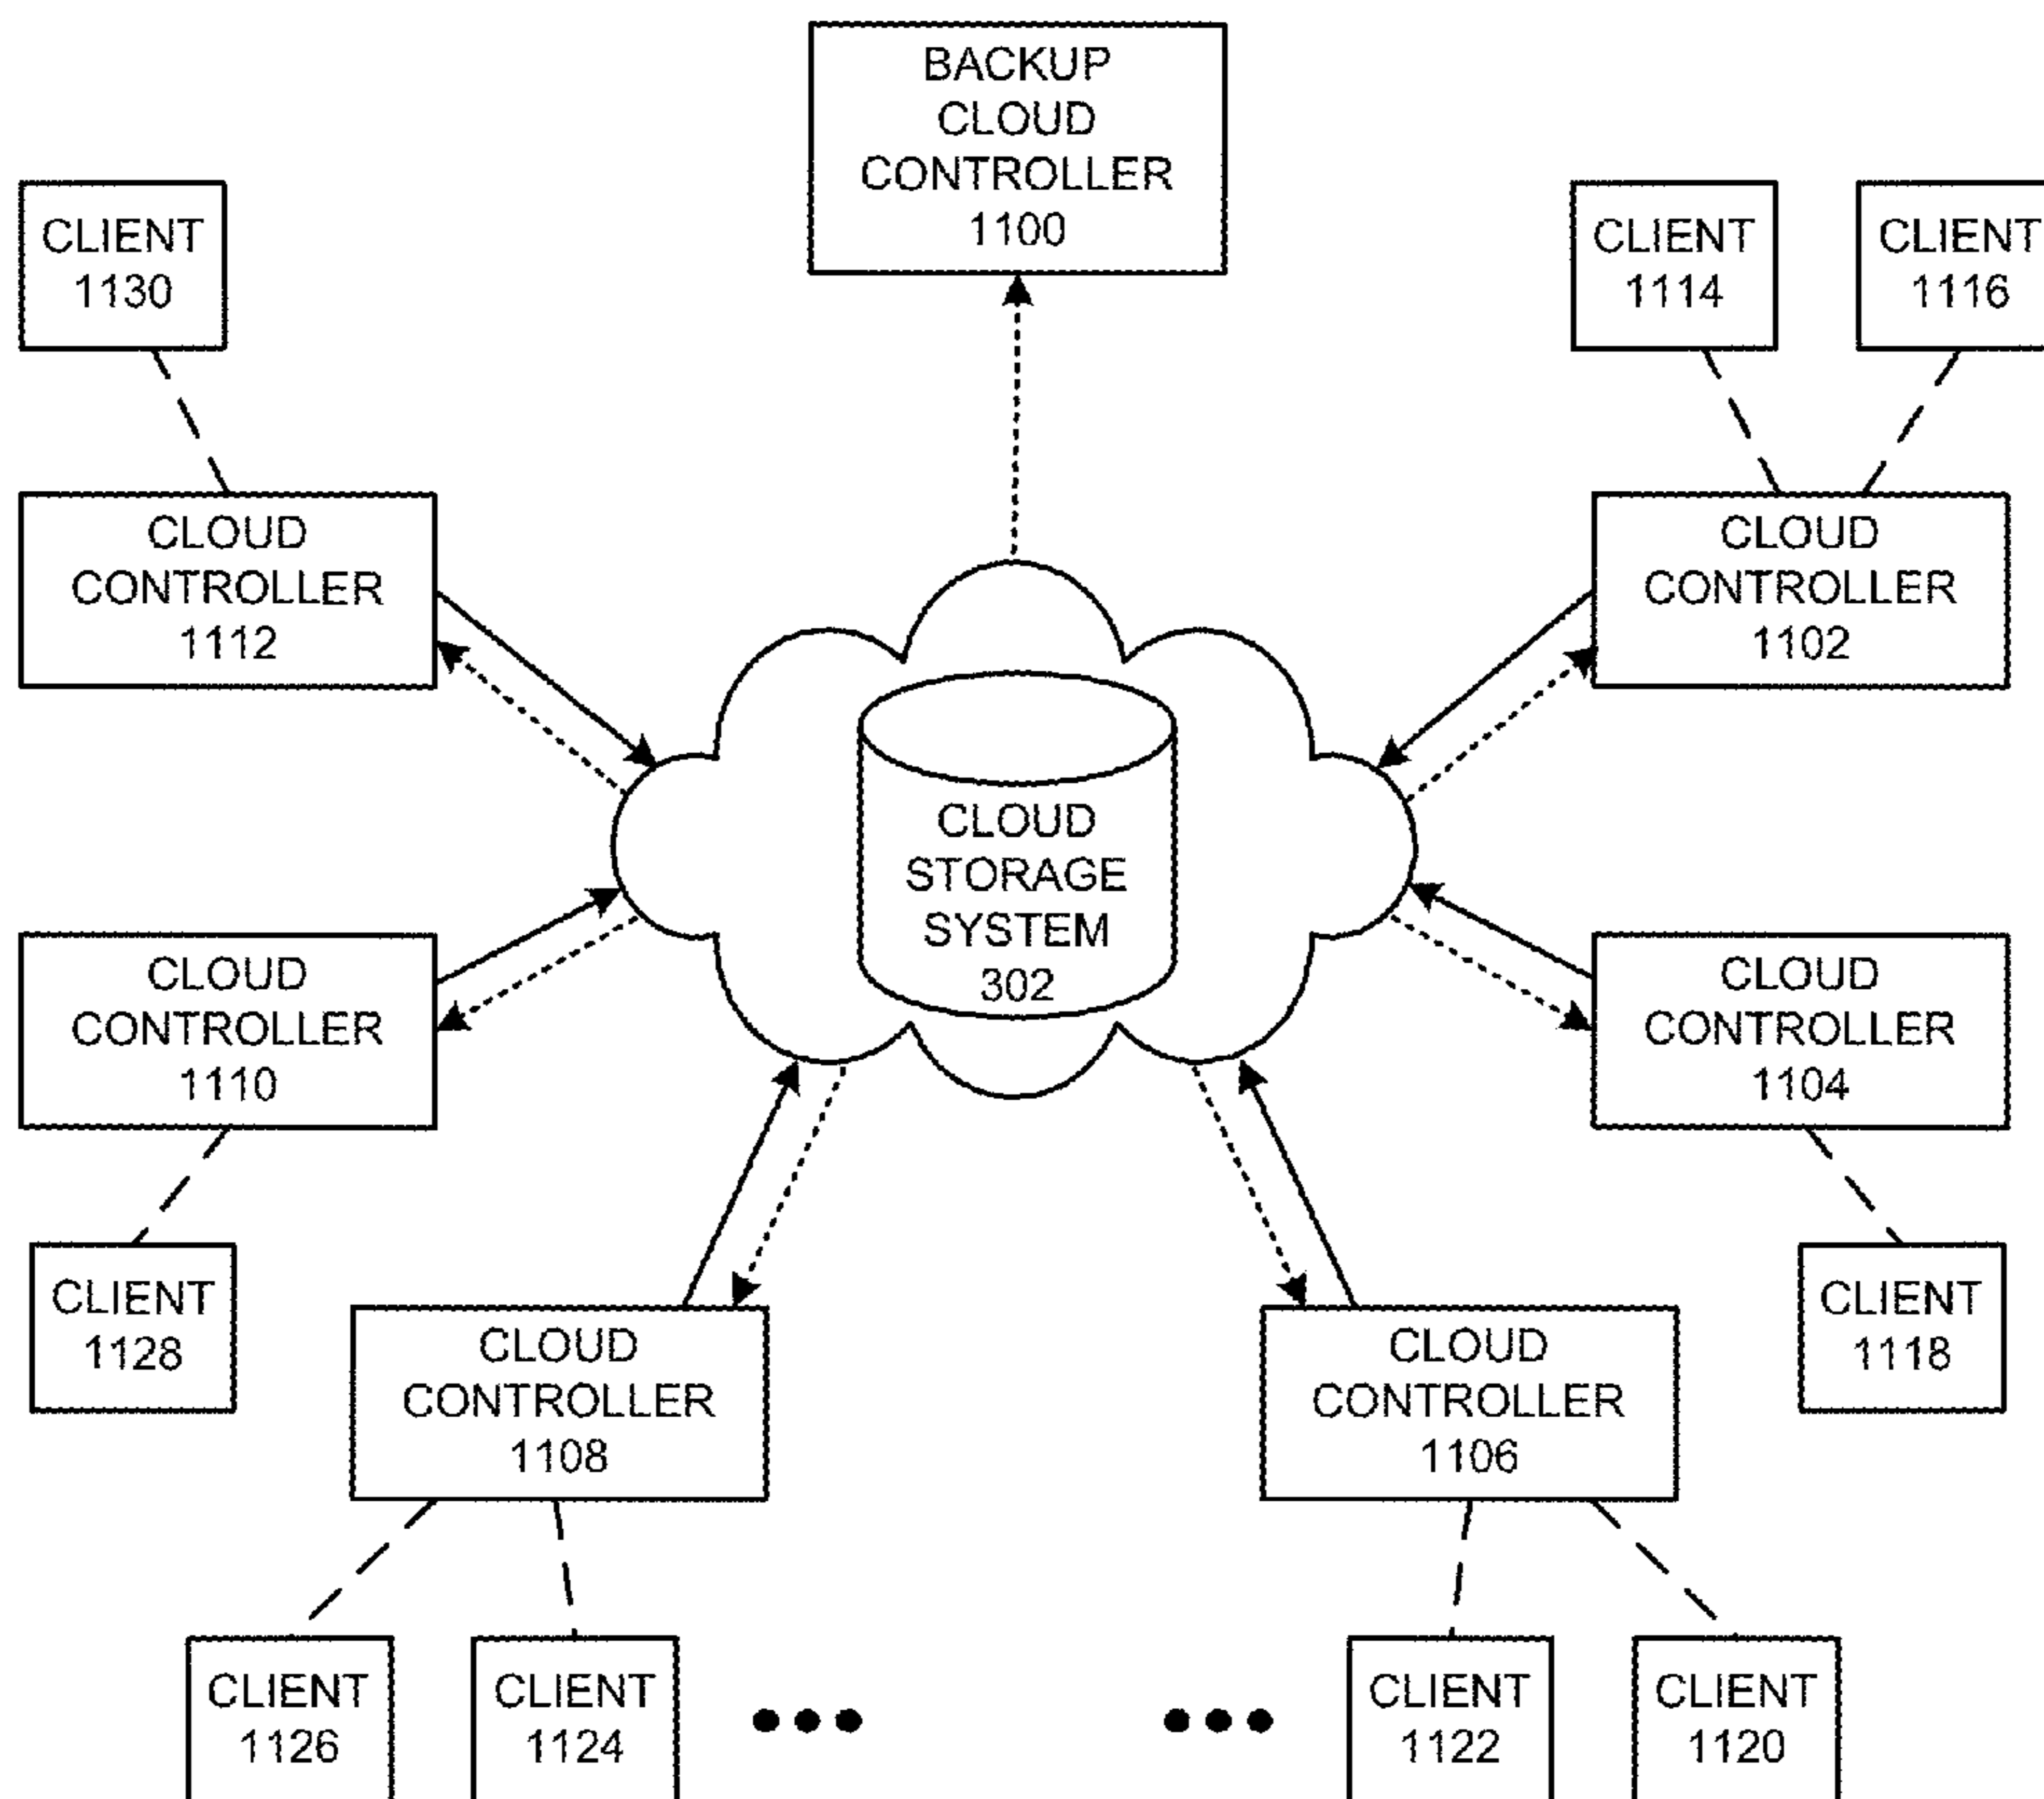 BACKUP
CLOUD
CONTROLLER
1100
CLIENT
1130
CLIENT
1114
CLIENT
1116
CLOUD
CONTROLLER
1112
CLOUD
CONTROLLER
1102
CLOUD
STORAGE
SYSTEM
302
CLOUD
CONTROLLER
1110
CLOUD
CONTROLLER
1104
CLIENT
1128
CLIENT
1118
CLOUD
CONTROLLER
1108
CLOUD
CONTROLLER
1106
CLIENT
1126
CLIENT
1124
CLIENT
1122
CLIENT
1120